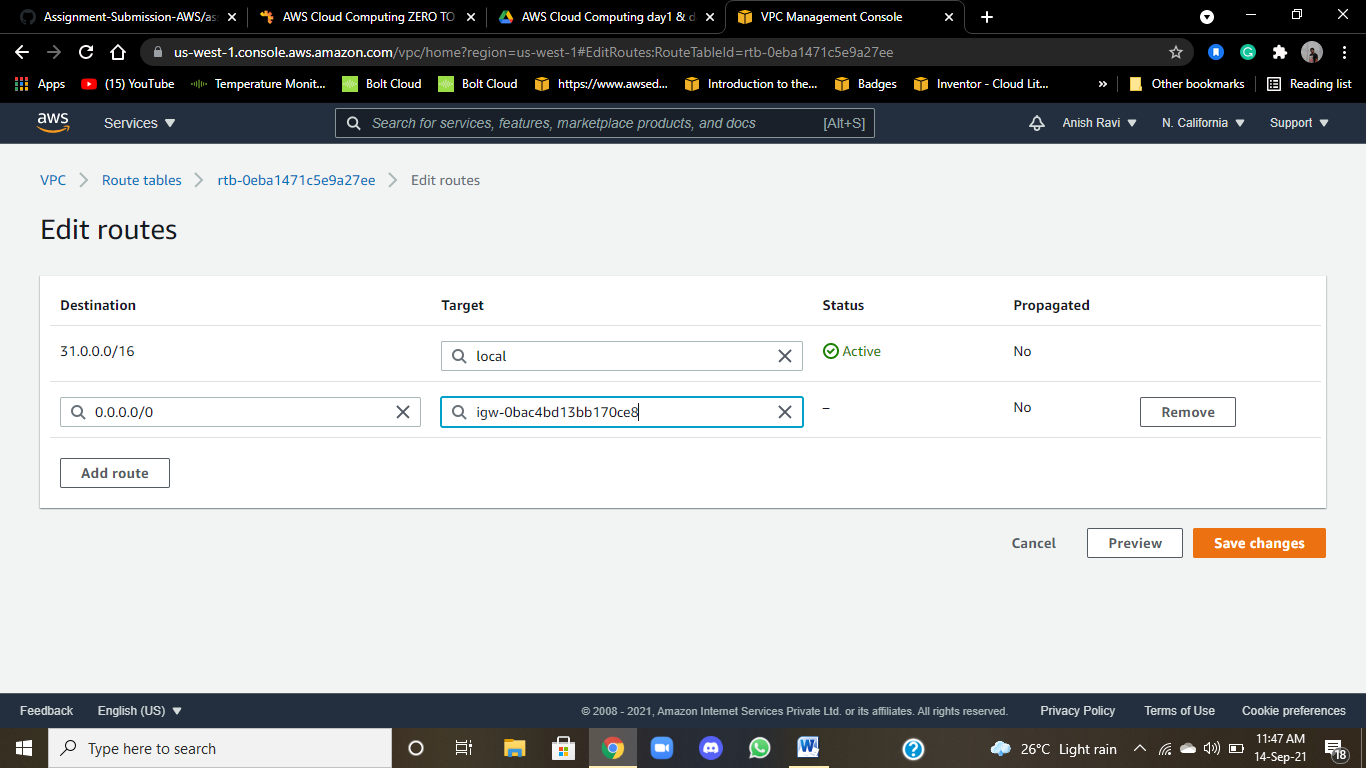 Assignment-Submission-AWS/as
AWS Cloud Computing ZERO TO
AWS Cloud Computing day1 & d
VPC Management Console
us-west-1.console.aws.amazon.com/vpc/home?region=us-west-1#EditRoutes:RouteTableId=rtb-0eba1471c5e9a27ee
Apps (15) YouTube Temperature Monit... Bolt Cloud Bolt Cloud https://www.awsed... Introduction to the... Badges Inventor - Cloud Lit... » Other bookmarks Reading list
aws Services Search for services, features, marketplace products, and docs [Alt+S] Anish Ravi N. California Support
VPC Route tables rtb-0eba1471c5e9a27ee Edit routes
Edit routes
Destination Target Status Propagated
31.0.0.0/16 local Active No
0.0.0.0/0 igw-0bac4bd13bb170ce8 – No Remove
Add route
Cancel Preview Save changes
Feedback English (US) © 2008 - 2021, Amazon Internet Services Private Ltd. or its affiliates. All rights reserved. Privacy Policy Terms of Use Cookie preferences
Type here to search 26°C Light rain 11:47 AM
14-Sep-21 18